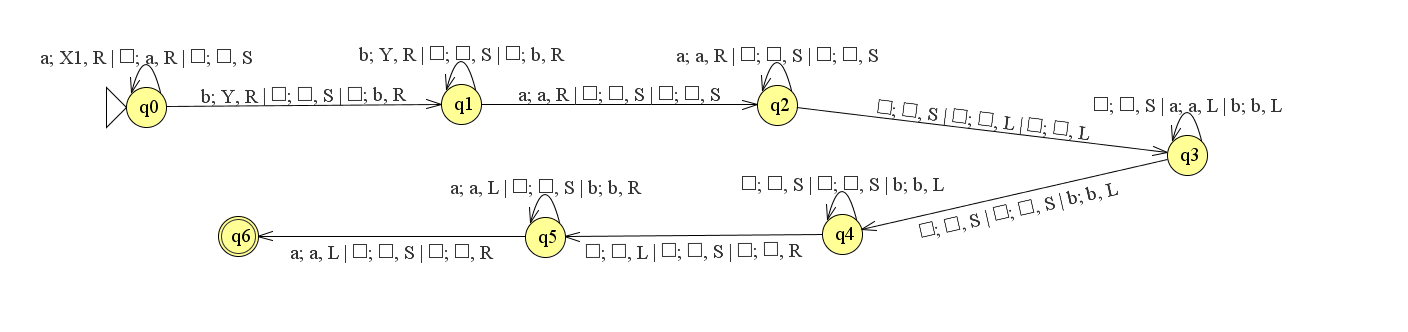 a; X1, R | □; a, R | □; □, S
b; Y, R | □; □, S | □; b, R
a; a, R | □; □, S | □; □, S
q0
b; Y, R | □; □, S | □; b, R
q1
a; a, R | □; □, S | □; □, S
q2
□; □, S | □; □, L | □; □, L
□; □, S | a; a, L | b; b, L
q3
a; a, L | □; □, S | b; b, R
□; □, S | □; □, S | b; b, L
□; □, S | □; □, S | b; b, L
q6
a; a, L | □; □, S | □; □, R
q5
□; □, L | □; □, S | □; □, R
q4